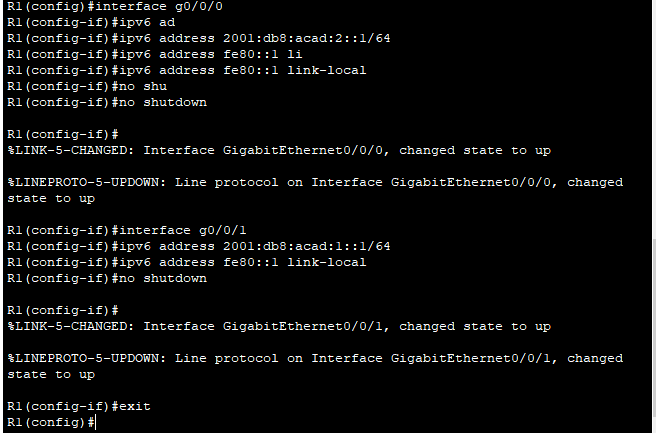 R1(config)#interface g0/0/0
R1(config-if)#ipv6 ad
R1(config-if)#ipv6 address 2001:db8:acad:2::1/64
R1(config-if)#ipv6 address fe80::1 li
R1(config-if)#ipv6 address fe80::1 link-local
R1(config-if)#no shu
R1(config-if)#no shutdown
R1(config-if)#
%LINK-5-CHANGED: Interface GigabitEthernet0/0/0, changed state to up
%LINEPROTO-5-UPDOWN: Line protocol on Interface GigabitEthernet0/0/0, changed
state to up
R1(config-if)#interface g0/0/1
R1(config-if)#ipv6 address 2001:db8:acad:1::1/64
R1(config-if)#ipv6 address fe80::1 link-local
R1(config-if)#no shutdown
R1(config-if)#
%LINK-5-CHANGED: Interface GigabitEthernet0/0/1, changed state to up
%LINEPROTO-5-UPDOWN: Line protocol on Interface GigabitEthernet0/0/1, changed
state to up
R1(config-if)#exit
R1(config)#